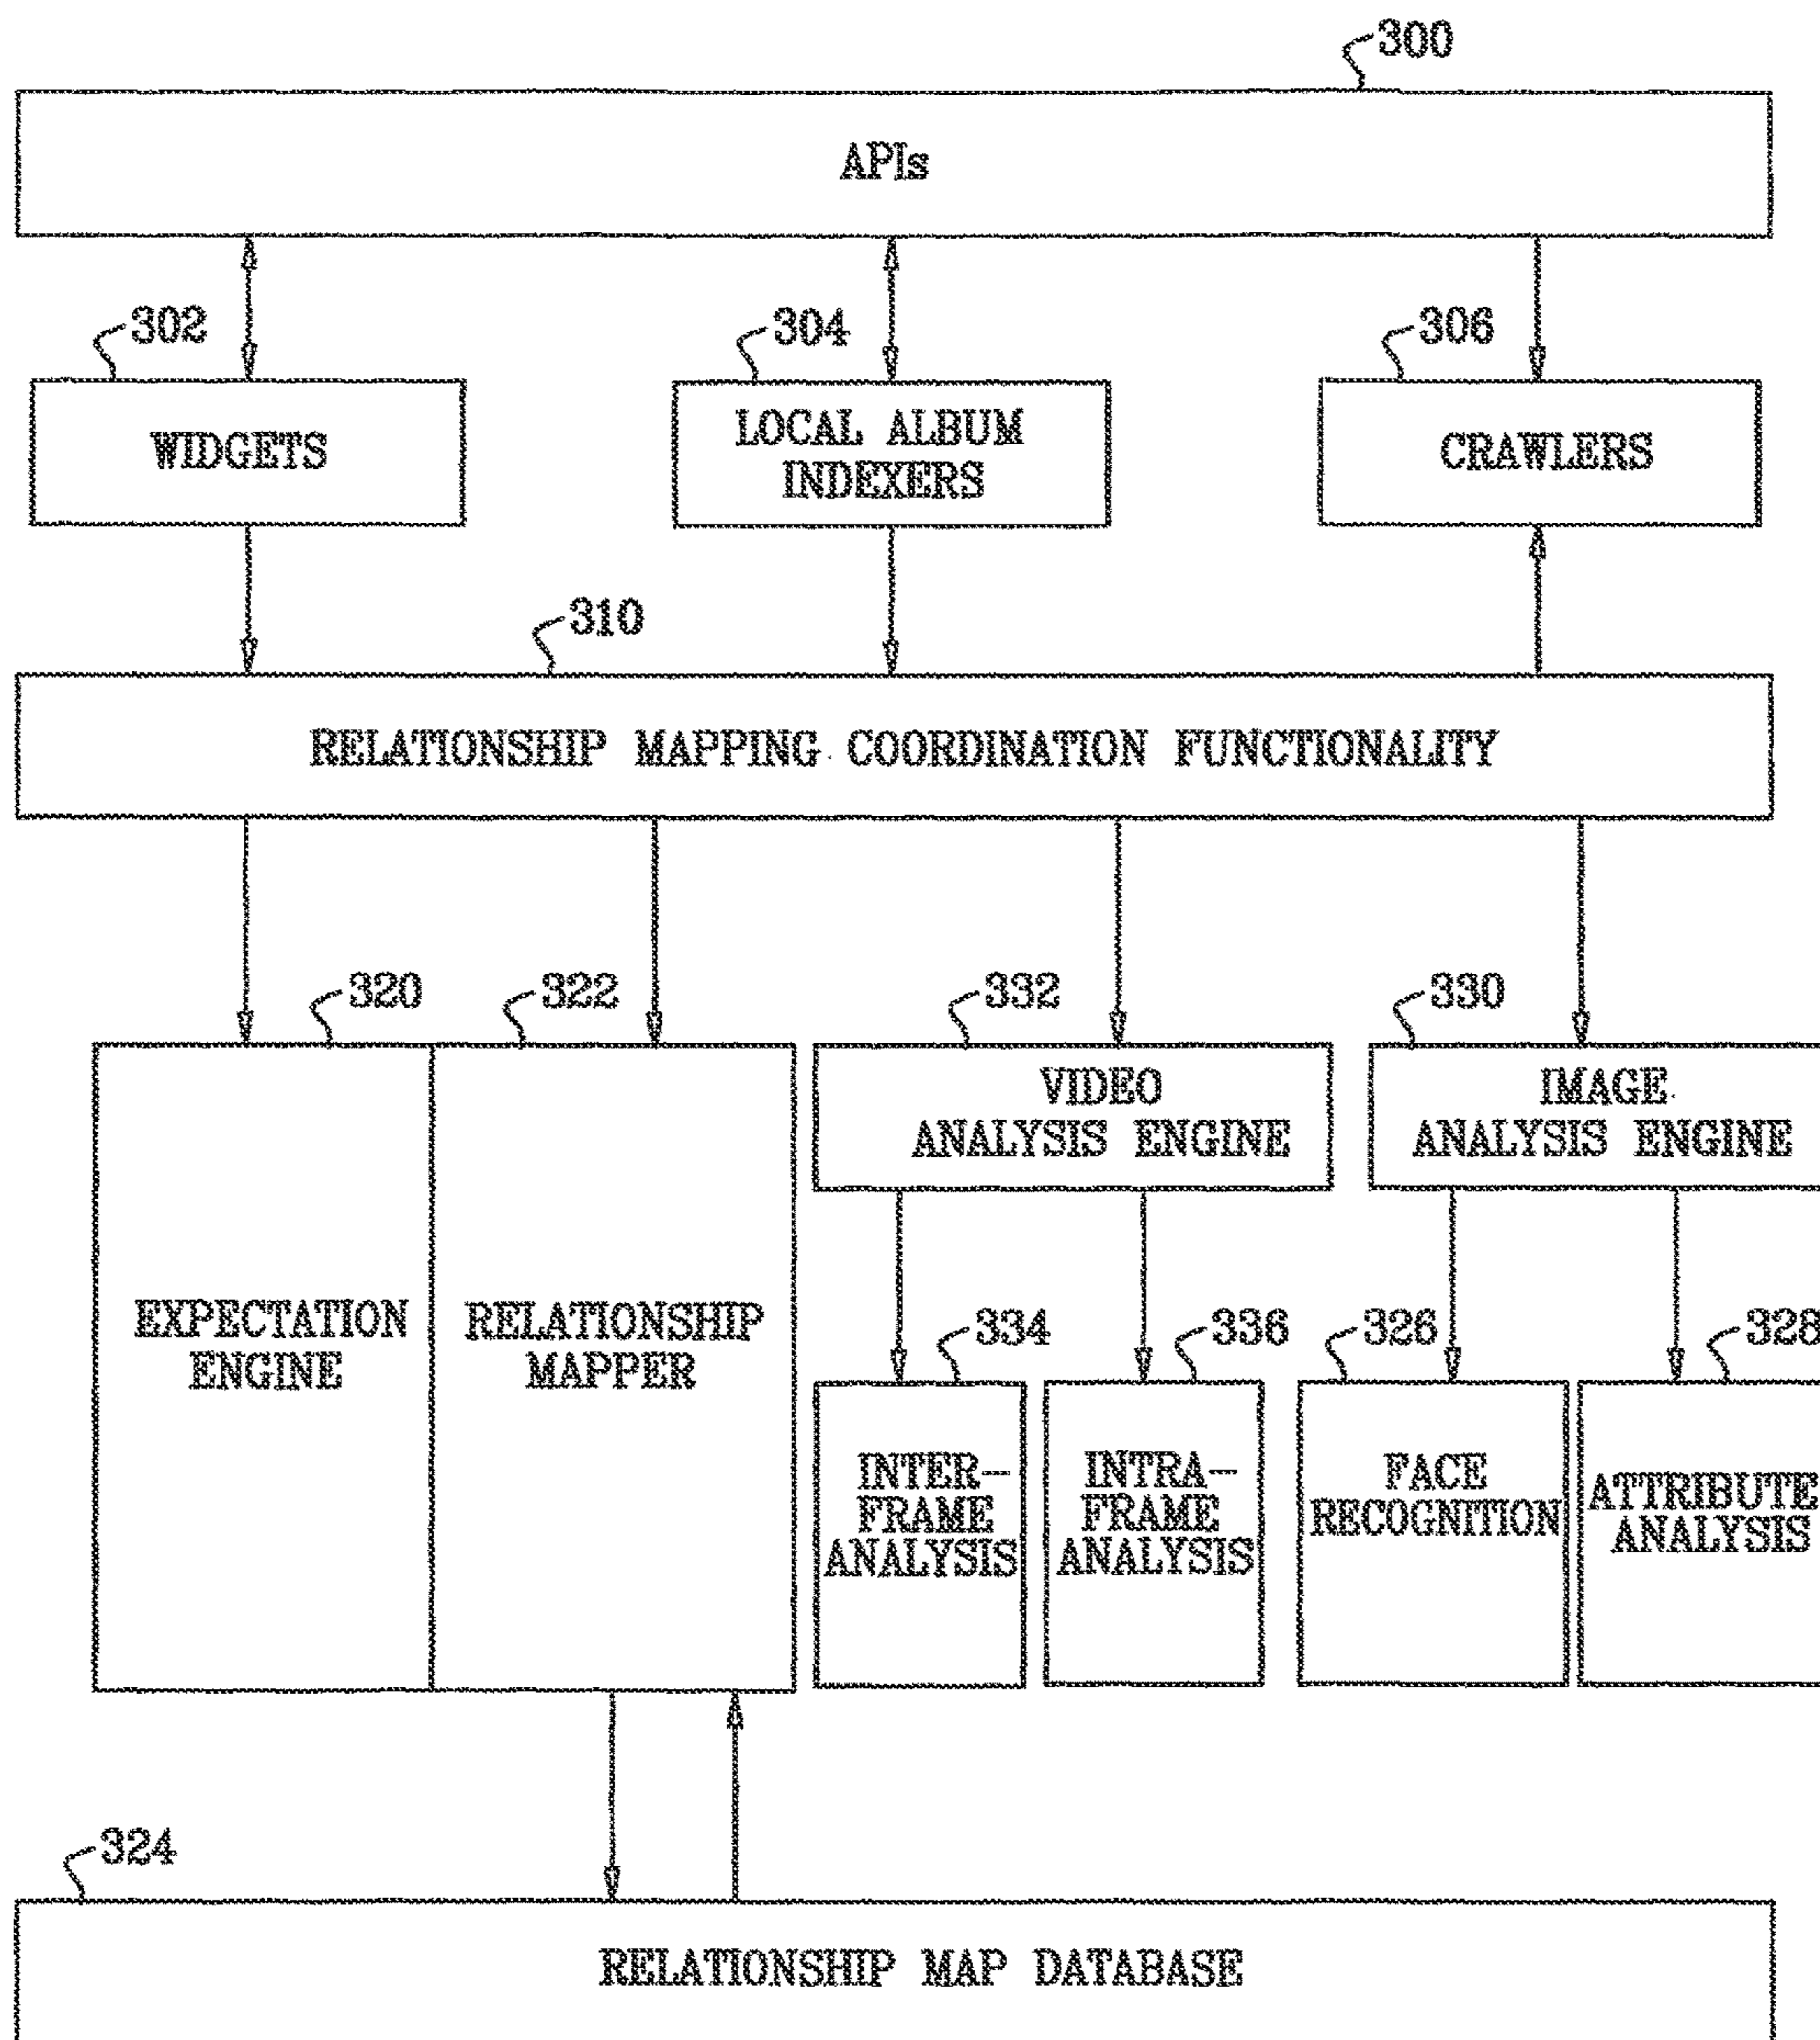 300
APIs
302
304
306
WIDGETS
LOCAL ALBUM
INDEXERS
CRAWLERS
310
RELATIONSHIP MAPPING COORDINATION FUNCTIONALITY
320
322
332
330
VIDEO
ANALYSIS ENGINE
IMAGE
ANALYSIS ENGINE
EXPECTATION
ENGINE
RELATIONSHIP
MAPPER
334
336
326
328
INTER-
FRAME
ANALYSIS
INTRA-
FRAME
ANALYSIS
FACE
RECOGNITION
ATTRIBUTE
ANALYSIS
324
RELATIONSHIP MAP DATABASE